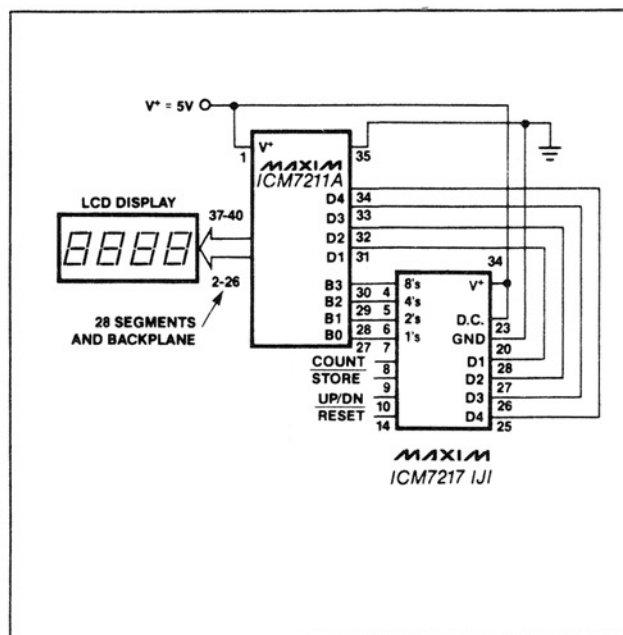 V+ = 5V
1
V+
MAXIM
ICM7211A
35
LCD DISPLAY
8888
37-40
2-26
28 SEGMENTS
AND BACKPLANE
D4
34
D3
33
D2
32
D1
31
B3
30
B2
29
B1
28
B0
27
4
5
6
7
8's
4's
2's
1's
34
V+
D.C.
23
GND
20
D1
28
D2
27
D3
26
D4
25
COUNT
8
STORE
9
UP/DN
10
RESET
14
MAXIM
ICM7217 IJI